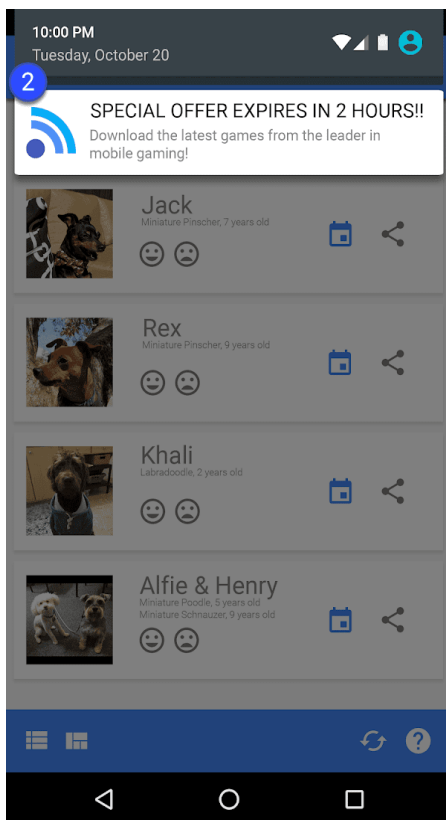 10:00 PM
Tuesday, October 20
2
SPECIAL OFFER EXPIRES IN 2 HOURS!!
Download the latest games from the leader in
mobile gaming!
Jack
Miniature Pinscher, 7 years old
Rex
Miniature Pinscher, 9 years old
Khali
Labradoodle, 2 years old
Alfie & Henry
Miniature Poodle, 5 years old
Miniature Schnauzer, 9 years old
?